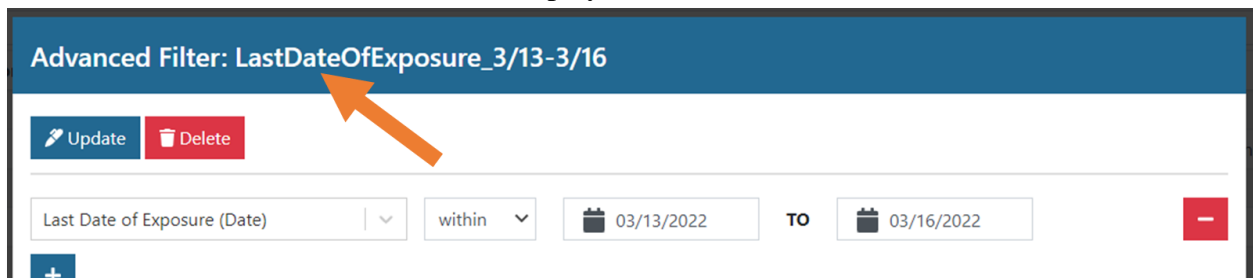 Advanced Filter: LastDateOfExposure_3/13-3/16
Update Delete
Last Date of Exposure (Date) within 03/13/2022 TO 03/16/2022